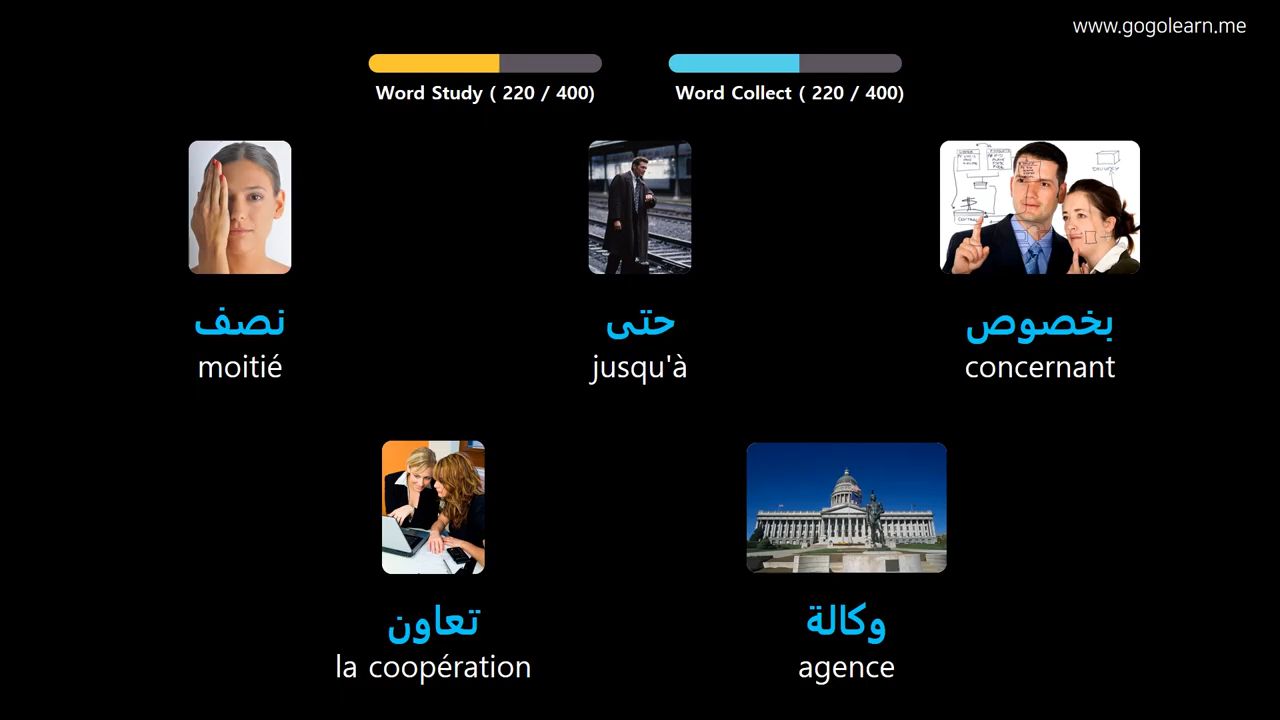 www.gogolearn.me
Word Study ( 220 / 400)
Word Collect ( 220 / 400)
نصف
moitié
حتى
jusqu'à
بخصوص
concernant
تعاون
la coopération
وكالة
agence